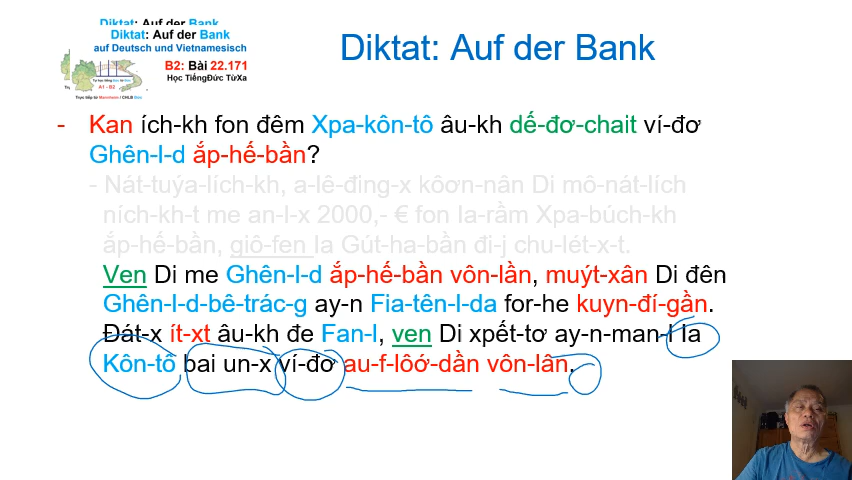 Diktat: Auf der Bank
Diktat: Auf der Bank
auf Deutsch und Vietnamesisch
B2: Bài 22.171
Học TiếngĐức TừXa
A1 - B2
Diktat: Auf der Bank
- Kan ích-kh fon đêm Xpa-kôn-tô âu-kh dế-đơ-chait ví-đơ
Ghên-l-d ắp-hế-bần?
- Nát-tuýa-lích-kh, a-lê-đing-x kôơn-nân Di mô-nát-lích
ních-kh-t me an-l-x 2000,- € fon Ia-rầm Xpa-búch-kh
ắp-hế-bần, giô-fen Ia Gút-ha-bần đi-j chu-lét-x-t.
Ven Di me Ghên-l-d ắp-hế-bần vôn-lần, muýt-xân Di đên
Ghên-l-d-bê-trác-g ay-n Fia-tên-l-da for-he kuyn-đí-gần.
Đát-x ít-xt âu-kh đe Fan-l, ven Di xpết-tơ ay-n-man-l Ia
Kôn-tô bai un-x ví-đơ au-f-lôớ-dần vôn-lân.